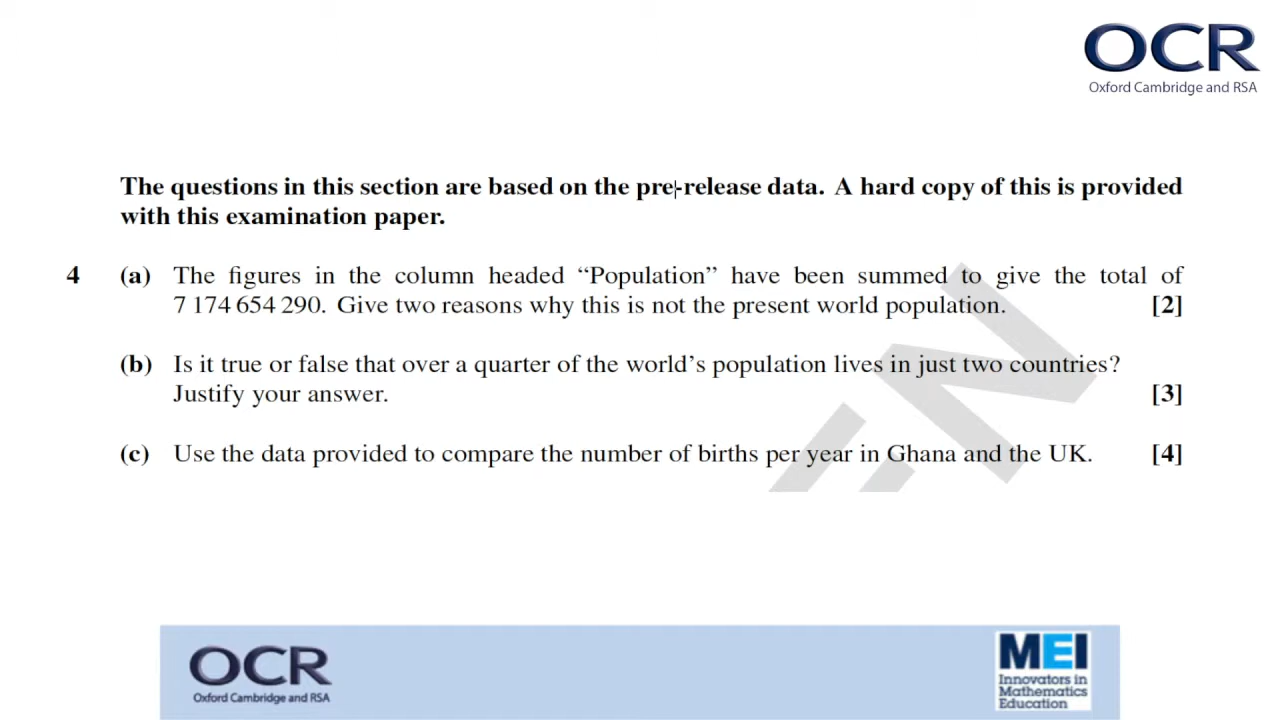 OCR
Oxford Cambridge and RSA
The questions in this section are based on the pre-release data. A hard copy of this is provided
with this examination paper.
4 (a) The figures in the column headed “Population” have been summed to give the total of
7 174 654 290. Give two reasons why this is not the present world population. [2]
(b) Is it true or false that over a quarter of the world’s population lives in just two countries?
Justify your answer. [3]
(c) Use the data provided to compare the number of births per year in Ghana and the UK. [4]
OCR
Oxford Cambridge and RSA
MEI
Innovators in
Mathematics
Education